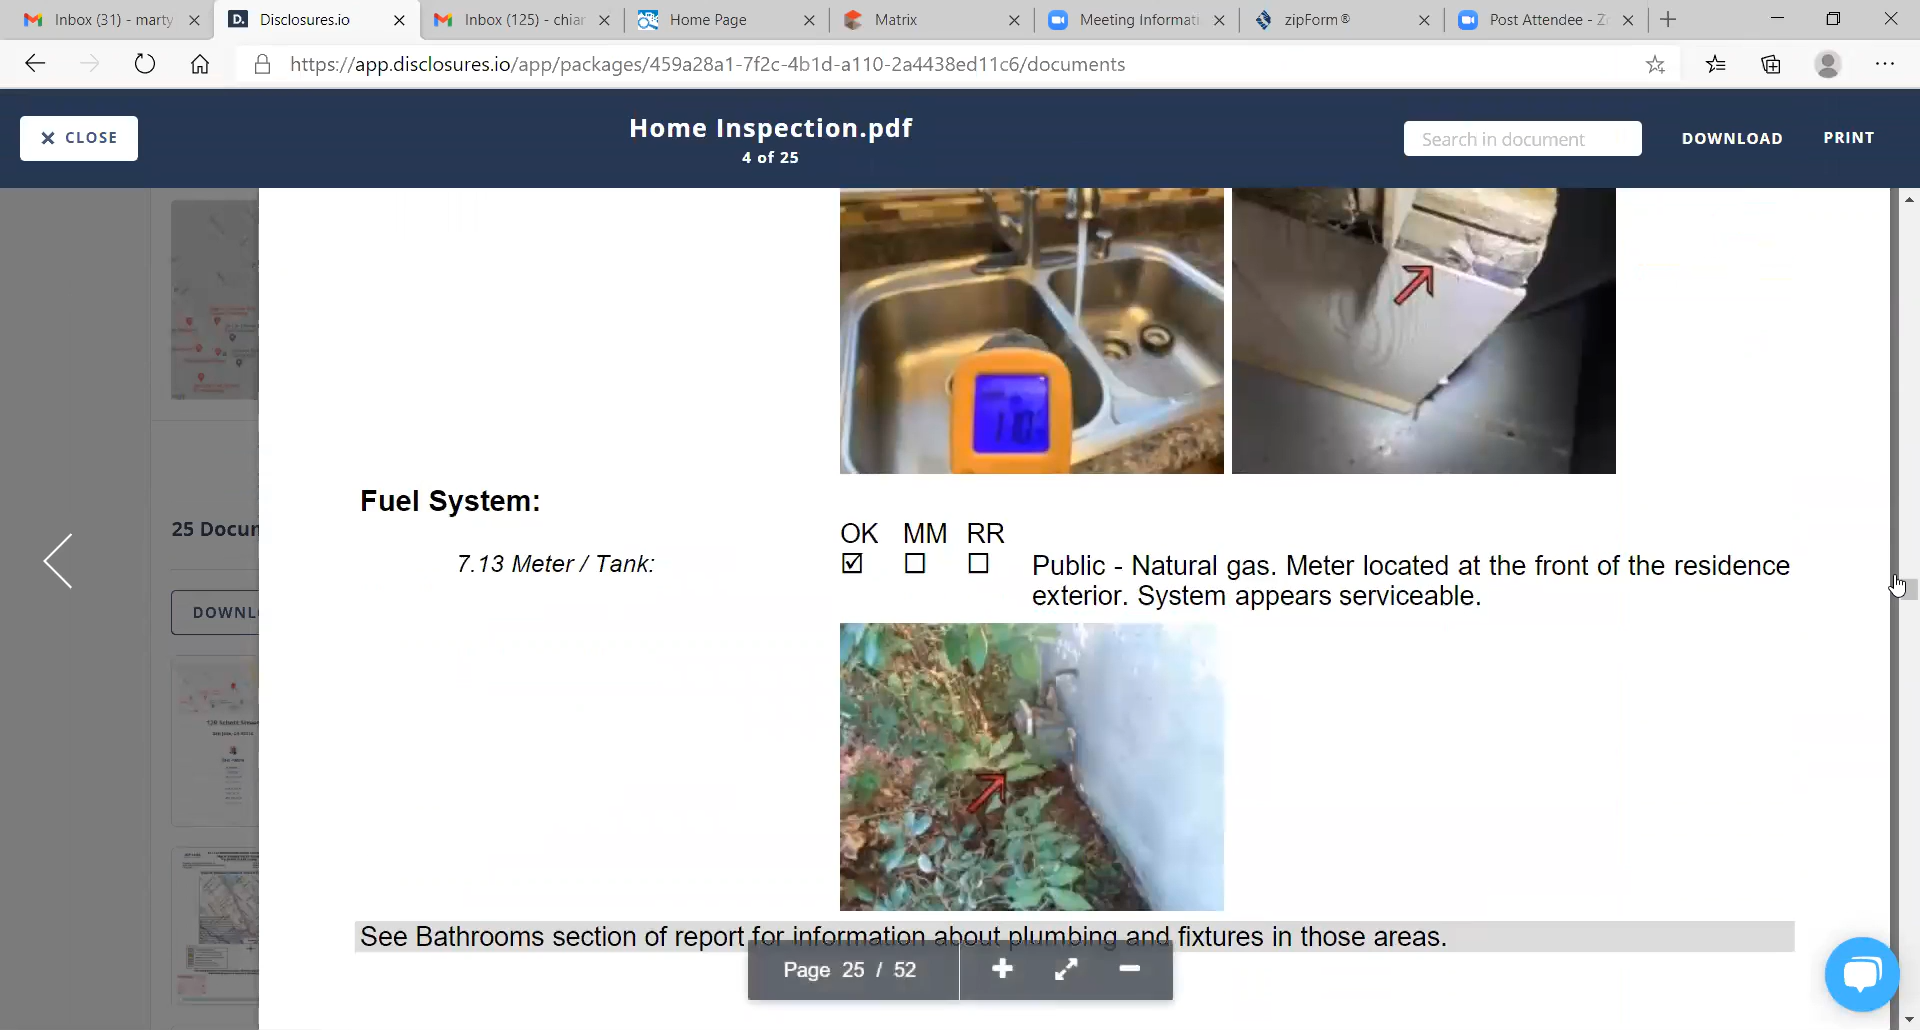 Inbox (31) - marty
Disclosures.io
Inbox (125) - chiar
Home Page
Matrix
Meeting Informati
zipForm®
Post Attendee - Zo
https://app.disclosures.io/app/packages/459a28a1-7f2c-4b1d-a110-2a4438ed11c6/documents
CLOSE
Home Inspection.pdf
4 of 25
Search in document
DOWNLOAD
PRINT
25 Docum
DOWNL
Fuel System:
OK MM RR
7.13 Meter / Tank:
Public - Natural gas. Meter located at the front of the residence
exterior. System appears serviceable.
See Bathrooms section of report for information about plumbing and fixtures in those areas.
Page 25 / 52